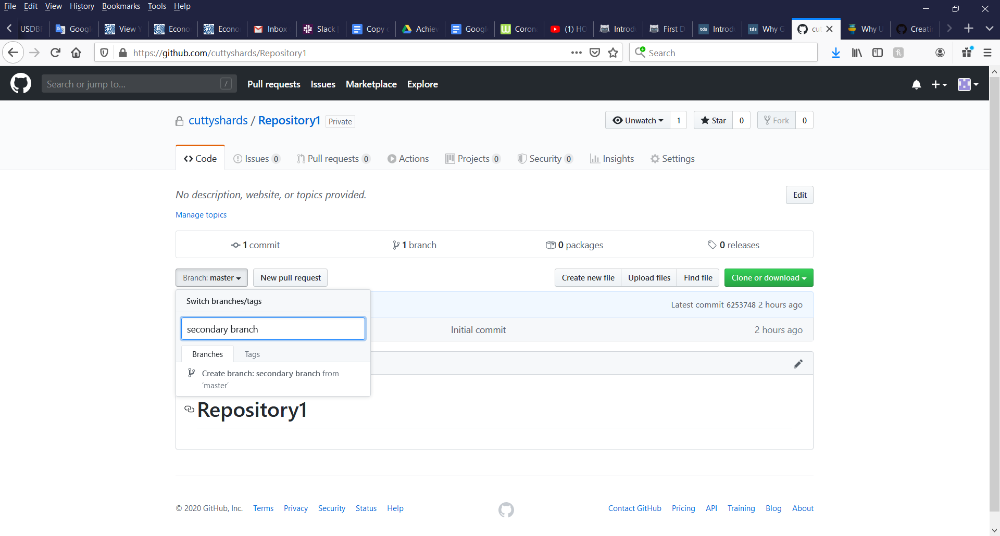 File Edit View History Bookmarks Tools Help
USDB Google View Y Econo Econo Inbox Slack Copy Achie Google Coron (1) HO Introd First D Introd Why G cut Why U Creatin
https://github.com/cuttyshards/Repository1 Search
Search or jump to... / Pull requests Issues Marketplace Explore
cuttyshards / Repository1 Private Unwatch 1 Star 0 Fork 0
Code Issues 0 Pull requests 0 Actions Projects 0 Security 0 Insights Settings
No description, website, or topics provided. Edit
Manage topics
1 commit 1 branch 0 packages 0 releases
Branch: master New pull request Create new file Upload files Find file Clone or download
Switch branches/tags Latest commit 6253748 2 hours ago
secondary branch Initial commit 2 hours ago
Branches Tags
Create branch: secondary branch from
'master'
Repository1
© 2020 GitHub, Inc. Terms Privacy Security Status Help Contact GitHub Pricing API Training Blog About